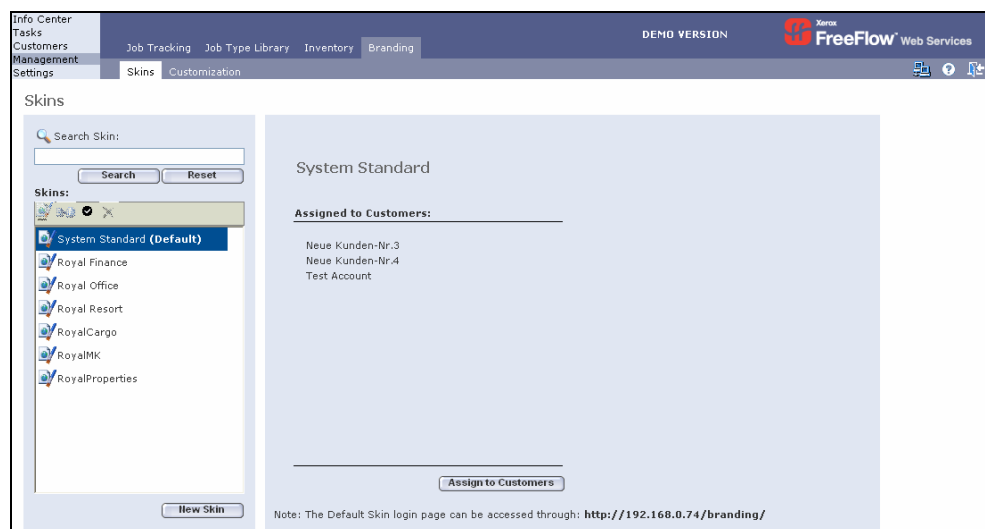 Info Center
Tasks
Customers
Management
Settings
Job Tracking Job Type Library Inventory Branding
DEMO VERSION
Xerox
FreeFlow Web Services
Skins Customization
Skins
Search Skin:
Search Reset
Skins:
System Standard (Default)
Royal Finance
Royal Office
Royal Resort
RoyalCargo
RoyalMK
RoyalProperties
New Skin
System Standard
Assigned to Customers:
Neue Kunden-Nr.3
Neue Kunden-Nr.4
Test Account
Assign to Customers
Note: The Default Skin login page can be accessed through: http://192.168.0.74/branding/